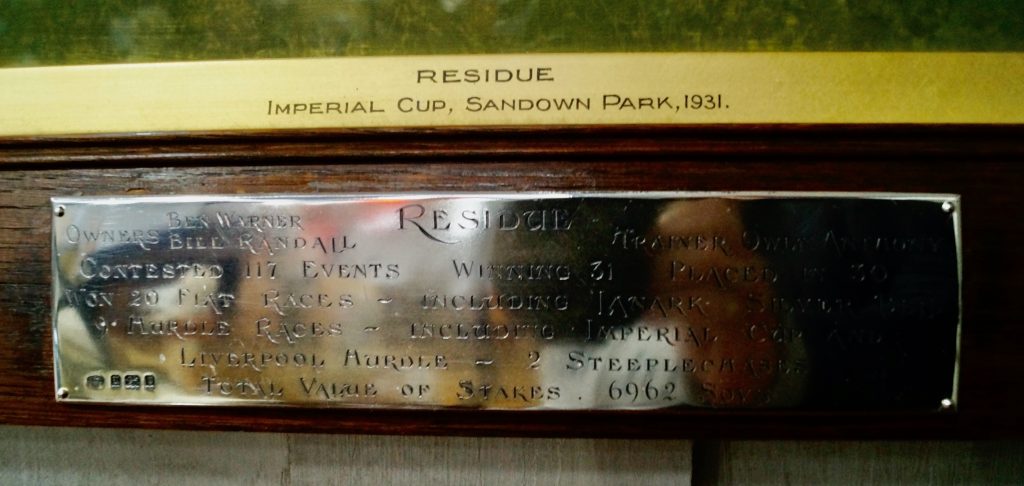 RESIDUE
IMPERIAL CUP, SANDOWN PARK, 1931.
BEN WARNER
OWNERS BILL RANDALL RESIDUE TRAINER OWEN ANTHONY
CONTESTED 117 EVENTS WINNING 31 PLACED IN 30
WON 20 FLAT RACES ~ INCLUDING LANARK SILVER
9 HURDLE RACES ~ INCLUDING IMPERIAL CUP AND
LIVERPOOL HURDLE ~ 2 STEEPLECHASES
TOTAL VALUE OF STAKES . 6962 SOVS